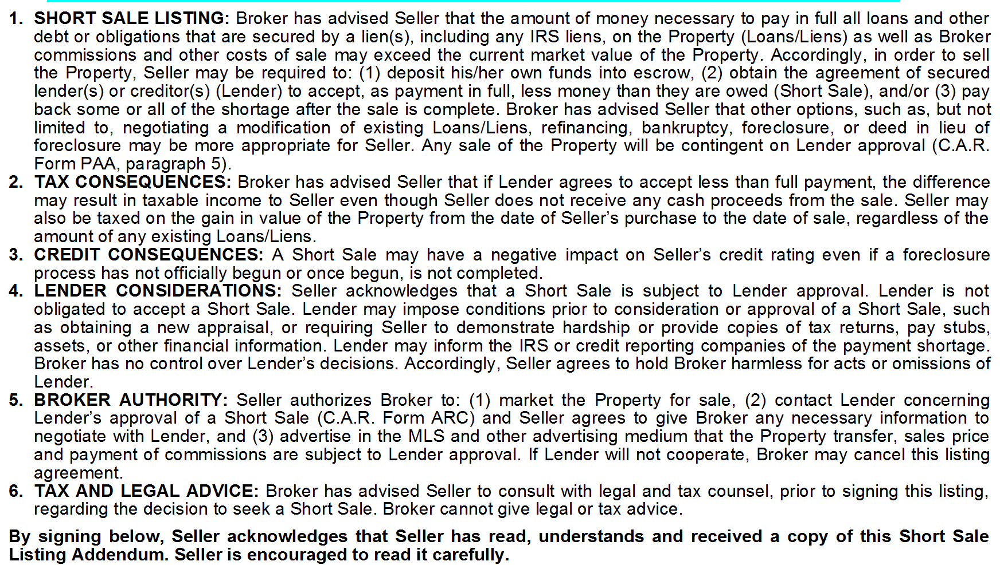 1. SHORT SALE LISTING: Broker has advised Seller that the amount of money necessary to pay in full all loans and other
debt or obligations that are secured by a lien(s), including any IRS liens, on the Property (Loans/Liens) as well as Broker
commissions and other costs of sale may exceed the current market value of the Property. Accordingly, in order to sell
the Property, Seller may be required to: (1) deposit his/her own funds into escrow, (2) obtain the agreement of secured
lender(s) or creditor(s) (Lender) to accept, as payment in full, less money than they are owed (Short Sale), and/or (3) pay
back some or all of the shortage after the sale is complete. Broker has advised Seller that other options, such as, but not
limited to, negotiating a modification of existing Loans/Liens, refinancing, bankruptcy, foreclosure, or deed in lieu of
foreclosure may be more appropriate for Seller. Any sale of the Property will be contingent on Lender approval (C.A.R.
Form PAA, paragraph 5).
2. TAX CONSEQUENCES: Broker has advised Seller that if Lender agrees to accept less than full payment, the difference
may result in taxable income to Seller even though Seller does not receive any cash proceeds from the sale. Seller may
also be taxed on the gain in value of the Property from the date of Seller's purchase to the date of sale, regardless of the
amount of any existing Loans/Liens.
3. CREDIT CONSEQUENCES: A Short Sale may have a negative impact on Seller's credit rating even if a foreclosure
process has not officially begun or once begun, is not completed.
4. LENDER CONSIDERATIONS: Seller acknowledges that a Short Sale is subject to Lender approval. Lender is not
obligated to accept a Short Sale. Lender may impose conditions prior to consideration or approval of a Short Sale, such
as obtaining a new appraisal, or requiring Seller to demonstrate hardship or provide copies of tax returns, pay stubs,
assets, or other financial information. Lender may inform the IRS or credit reporting companies of the payment shortage.
Broker has no control over Lender's decisions. Accordingly, Seller agrees to hold Broker harmless for acts or omissions of
Lender.
5. BROKER AUTHORITY: Seller authorizes Broker to: (1) market the Property for sale, (2) contact Lender concerning
Lender's approval of a Short Sale (C.A.R. Form ARC) and Seller agrees to give Broker any necessary information to
negotiate with Lender, and (3) advertise in the MLS and other advertising medium that the Property transfer, sales price
and payment of commissions are subject to Lender approval. If Lender will not cooperate, Broker may cancel this listing
agreement.
6. TAX AND LEGAL ADVICE: Broker has advised Seller to consult with legal and tax counsel, prior to signing this listing,
regarding the decision to seek a Short Sale. Broker cannot give legal or tax advice.
By signing below, Seller acknowledges that Seller has read, understands and received a copy of this Short Sale
Listing Addendum. Seller is encouraged to read it carefully.